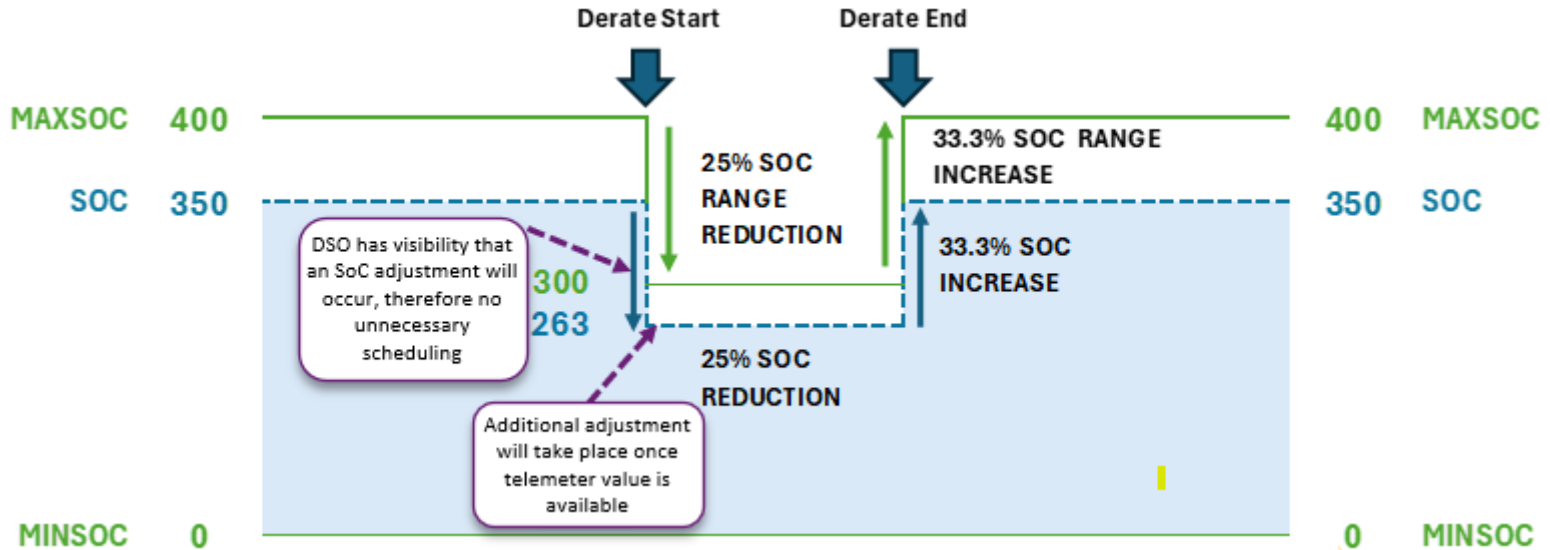 Derate Start
Derate End
MAXSOC 400
400 MAXSOC
33.3% SOC RANGE
INCREASE
25% SOC
RANGE
REDUCTION
SOC 350
350 SOC
DSO has visibility that
an SoC adjustment will
occur, therefore no
unnecessary
scheduling
33.3% SOC
INCREASE
300
263
25% SOC
REDUCTION
Additional adjustment
will take place once
telemeter value is
available
MINSOC 0
0 MINSOC